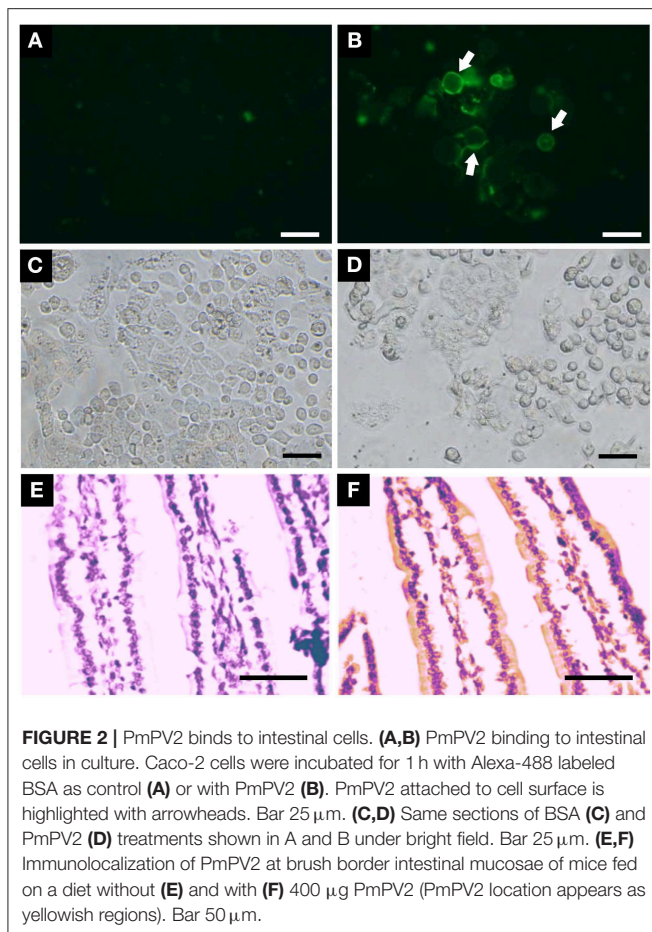 A
B
C
D
E
F
FIGURE 2 | PmPV2 binds to intestinal cells. (A,B) PmPV2 binding to intestinal
cells in culture. Caco-2 cells were incubated for 1 h with Alexa-488 labeled
BSA as control (A) or with PmPV2 (B). PmPV2 attached to cell surface is
highlighted with arrowheads. Bar 25 μm. (C,D) Same sections of BSA (C) and
PmPV2 (D) treatments shown in A and B under bright field. Bar 25 μm. (E,F)
Immunolocalization of PmPV2 at brush border intestinal mucosae of mice fed
on a diet without (E) and with (F) 400 μg PmPV2 (PmPV2 location appears as
yellowish regions). Bar 50 μm.